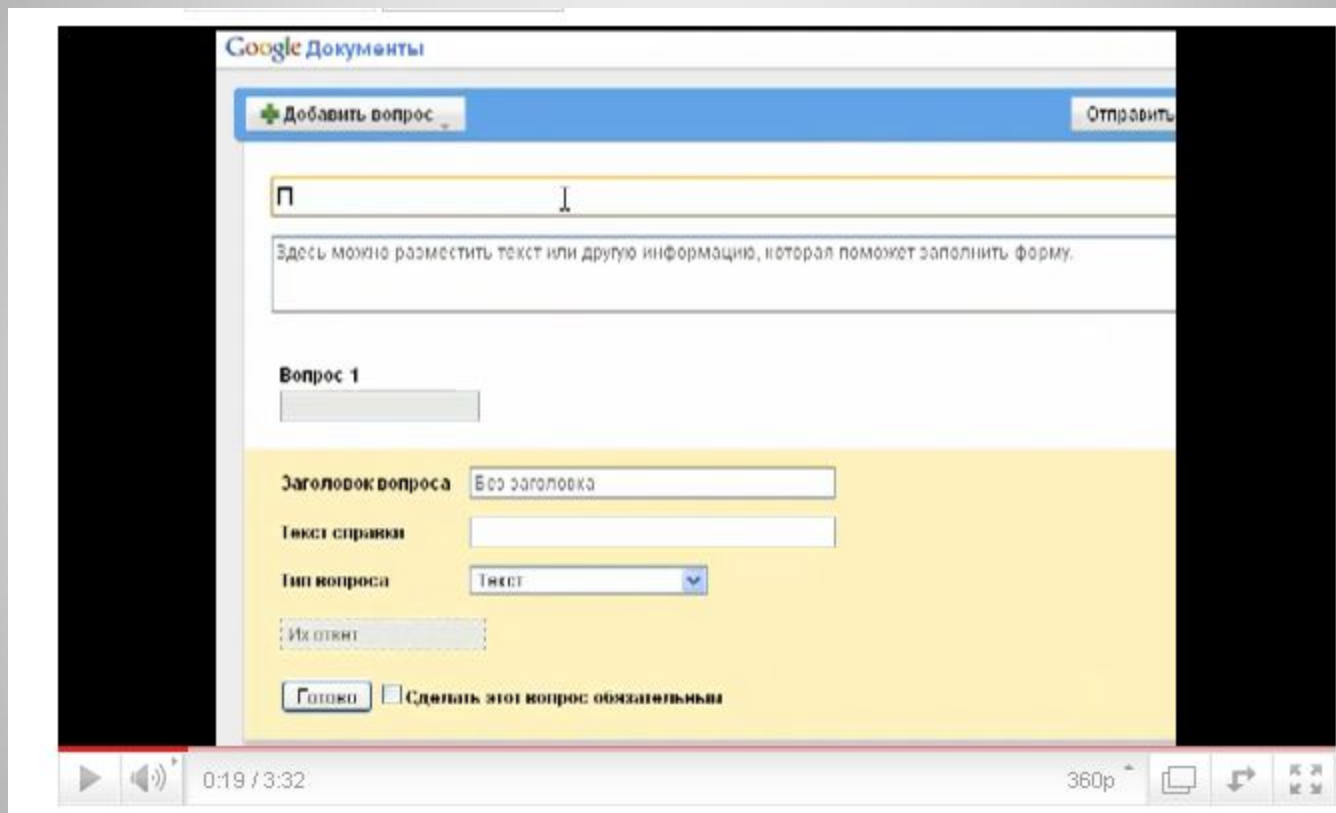 Google Документы
Добавить вопрос
Отправить
П
Здесь можно разместить текст или другую информацию, которая поможет заполнить форму.
Вопрос 1
Заголовок вопроса Без заголовка
Текст справки
Тип вопроса Текст
Их ответ
Готово Сделать этот вопрос обязательным
0:19 / 3:32 360p